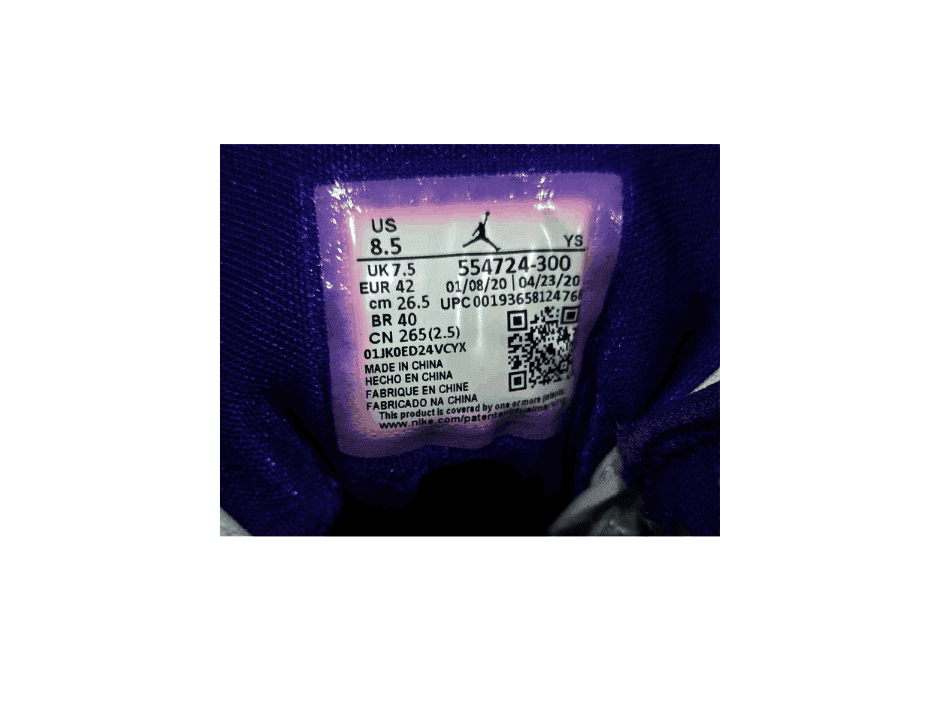 US
8.5
YS
UK 7.5
554724-300
EUR 42
01/08/20 | 04/23/20
cm 26.5
UPC
BR 40
CN 265(2.5)
01JK0ED24VCYX
MADE IN CHINA
HECHO EN CHINA
FABRIQUE EN CHINE
FABRICADO NA CHINA
This product is covered by one or more patents.